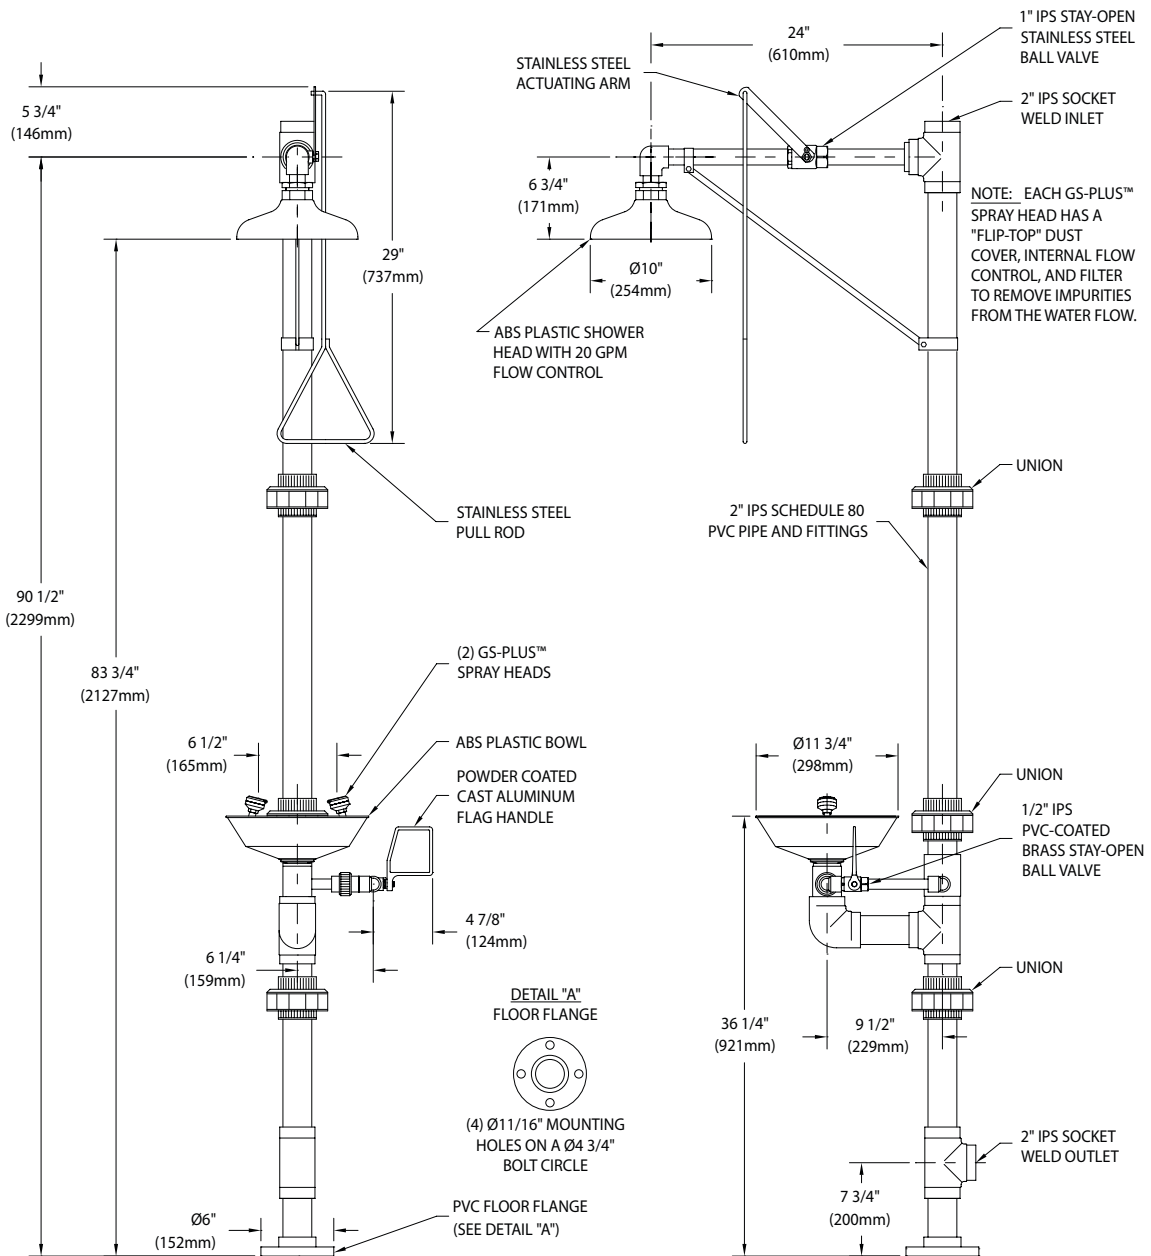 1" IPS STAY-OPEN
STAINLESS STEEL
BALL VALVE
24"
(610mm)
STAINLESS STEEL
ACTUATING ARM
2" IPS SOCKET
WELD INLET
5 3/4"
(146mm)
6 3/4"
(171mm)
NOTE: EACH GS-PLUS™
SPRAY HEAD HAS A
"FLIP-TOP" DUST
COVER, INTERNAL FLOW
CONTROL, AND FILTER
TO REMOVE IMPURITIES
FROM THE WATER FLOW.
29"
(737mm)
Ø10"
(254mm)
ABS PLASTIC SHOWER
HEAD WITH 20 GPM
FLOW CONTROL
UNION
STAINLESS STEEL
PULL ROD
2" IPS SCHEDULE 80
PVC PIPE AND FITTINGS
90 1/2"
(2299mm)
83 3/4"
(2127mm)
(2) GS-PLUS™
SPRAY HEADS
6 1/2"
(165mm)
ABS PLASTIC BOWL
Ø11 3/4"
(298mm)
POWDER COATED
CAST ALUMINUM
FLAG HANDLE
UNION
1/2" IPS
PVC-COATED
BRASS STAY-OPEN
BALL VALVE
4 7/8"
(124mm)
6 1/4"
(159mm)
UNION
DETAIL "A"
FLOOR FLANGE
36 1/4"
(921mm)
9 1/2"
(229mm)
(4) Ø11/16" MOUNTING
HOLES ON A Ø4 3/4"
BOLT CIRCLE
2" IPS SOCKET
WELD OUTLET
7 3/4"
(200mm)
Ø6"
(152mm)
PVC FLOOR FLANGE
(SEE DETAIL "A")